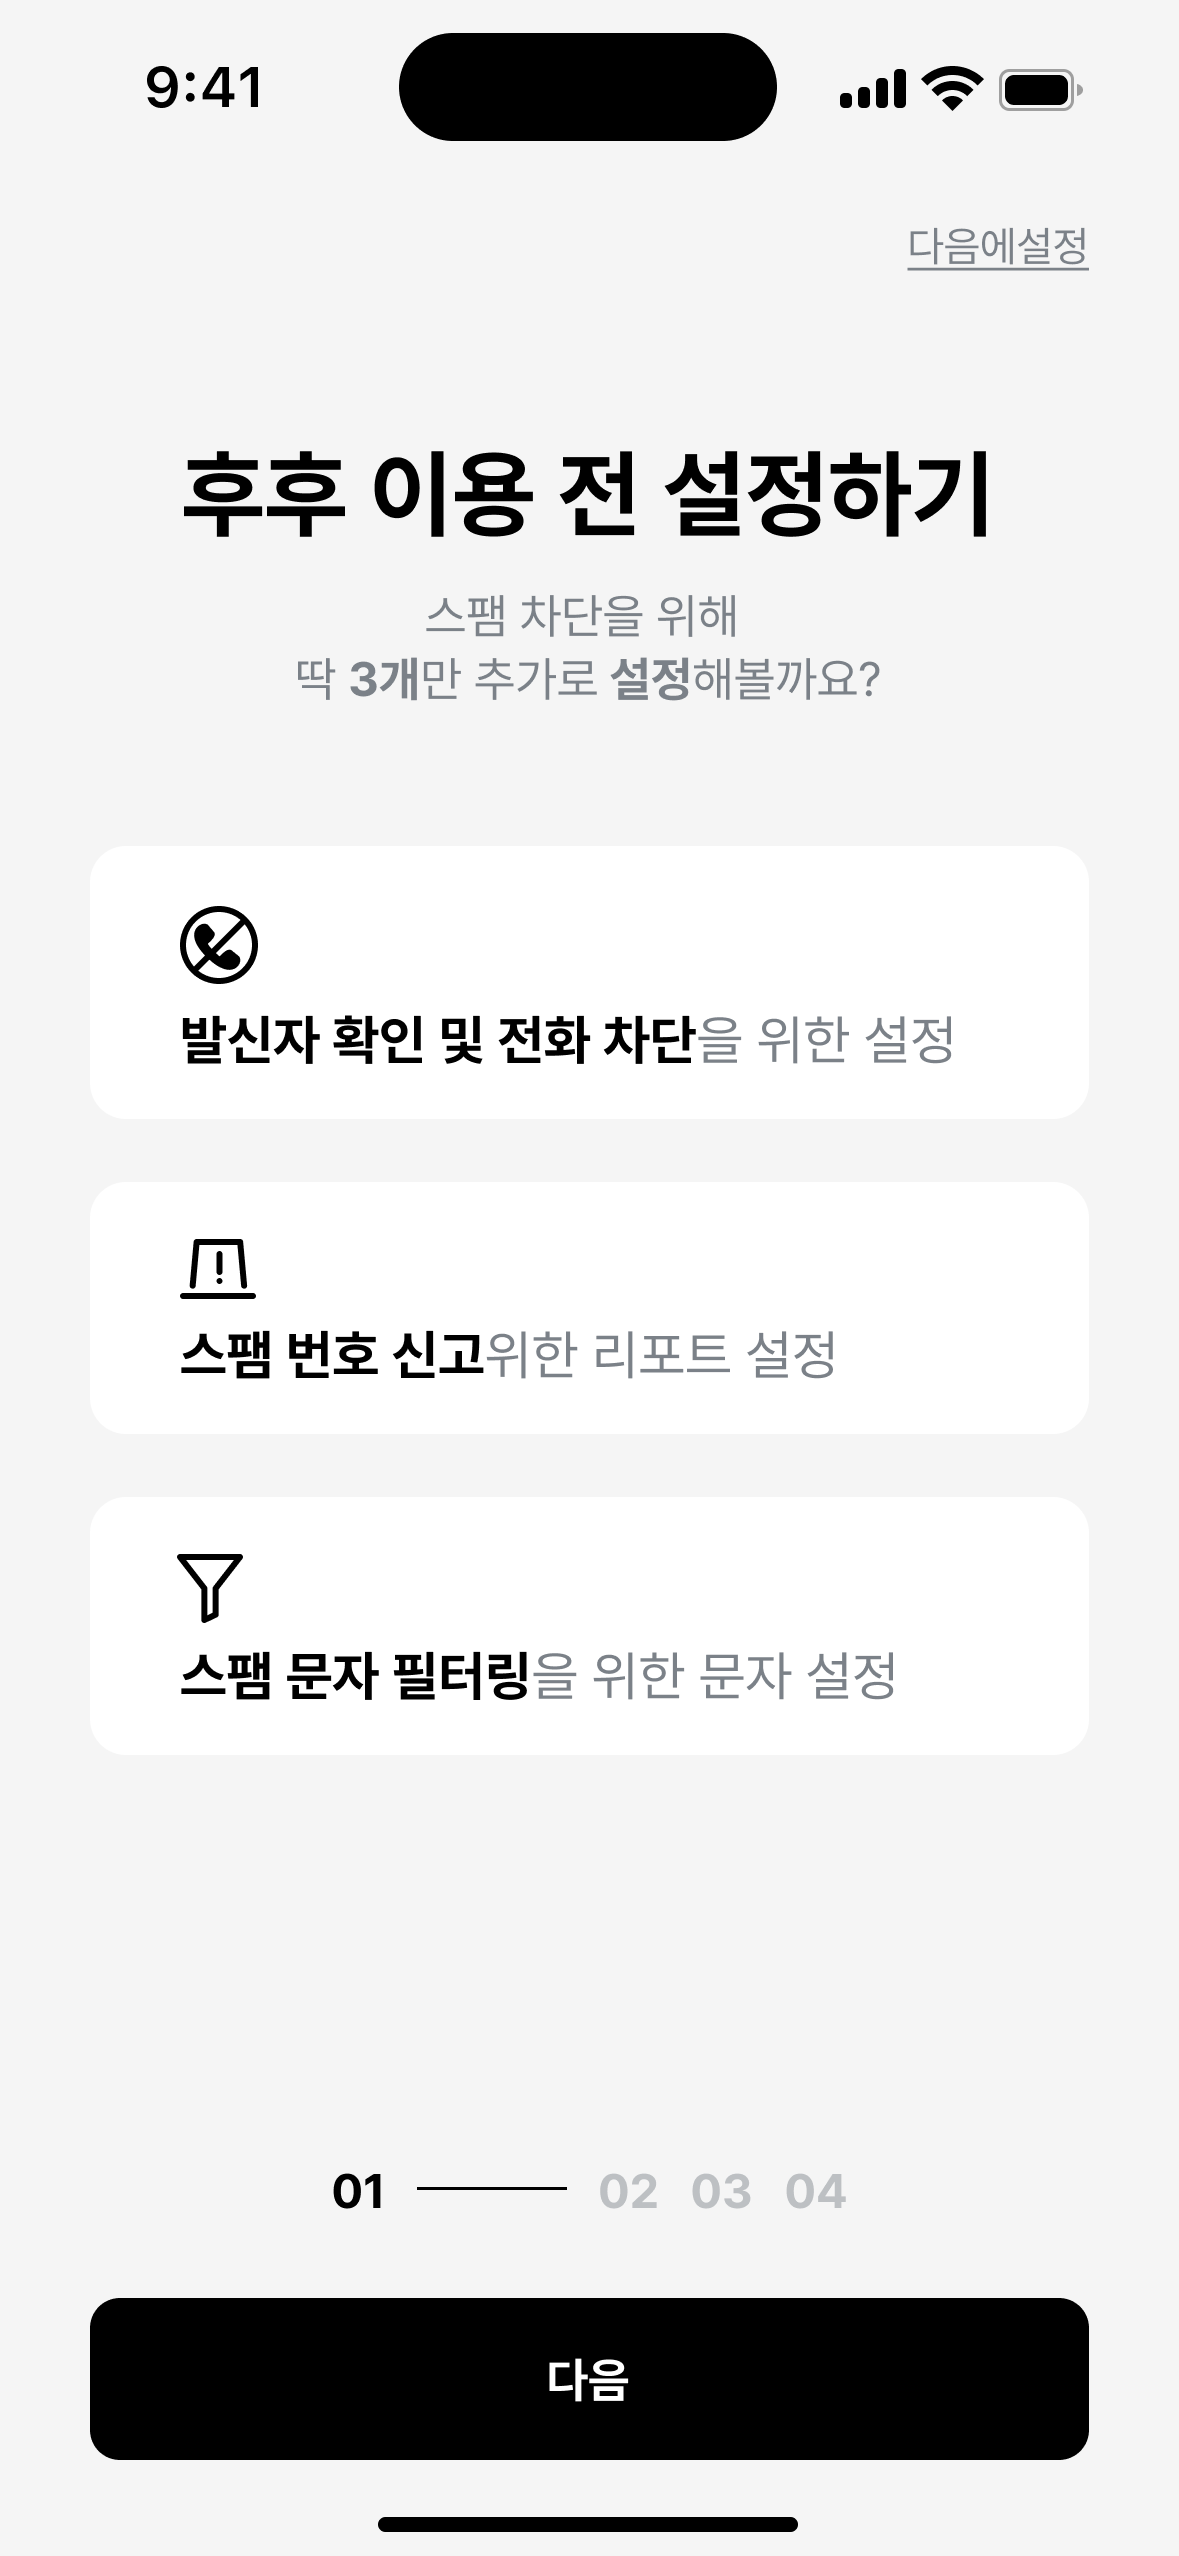 9:41
다음에설정
후후 이용 전 설정하기
스팸 차단을 위해
딱 3개만 추가로 설정해볼까요?
발신자 확인 및 전화 차단을 위한 설정
스팸 번호 신고위한 리포트 설정
스팸 문자 필터링을 위한 문자 설정
01 02 03 04
다음